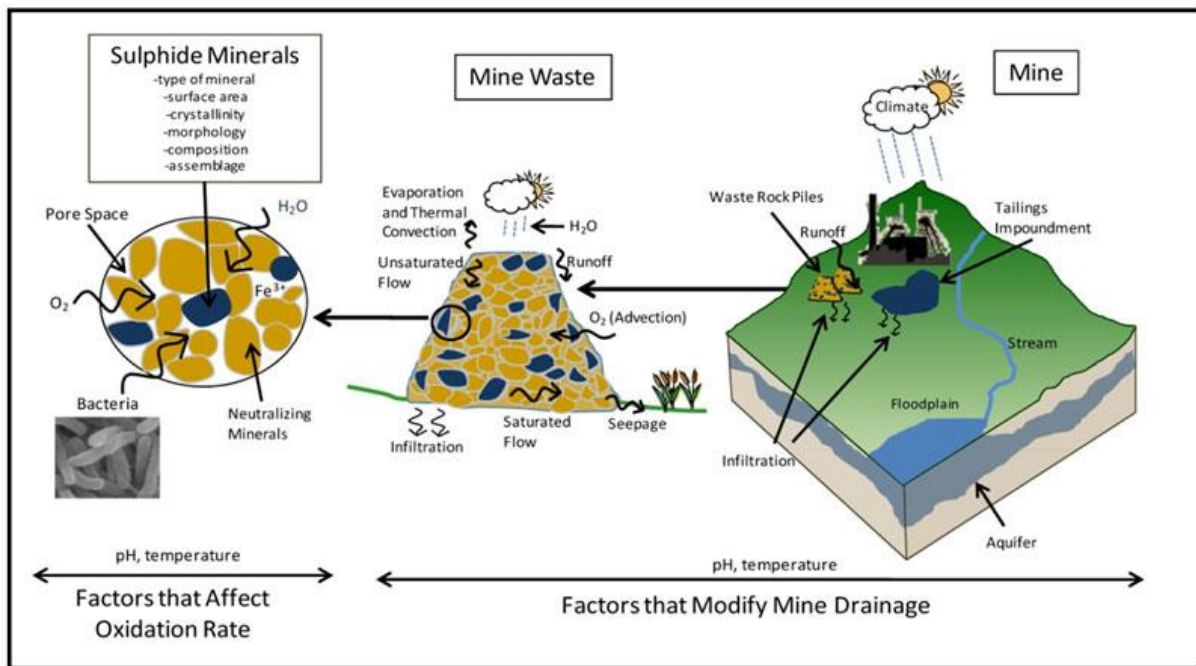 Sulphide Minerals
-type of mineral
-surface area
-crystallinity
-morphology
-composition
-assemblage
Pore Space
H₂O
O₂
Fe³⁺
Bacteria
Neutralizing
Minerals
pH, temperature
Factors that Affect
Oxidation Rate
Mine Waste
Evaporation
and Thermal
Convection
H₂O
Unsaturated
Flow
Runoff
O₂ (Advection)
Infiltration
Saturated
Flow
Seepage
Mine
Climate
Waste Rock Piles
Runoff
Tailings
Impoundment
Stream
Floodplain
Infiltration
Aquifer
pH, temperature
Factors that Modify Mine Drainage